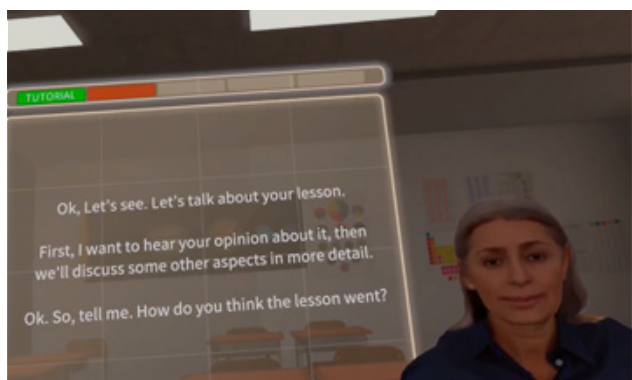 TUTORIAL
Ok, Let's see. Let's talk about your lesson.
First, I want to hear your opinion about it, then
we'll discuss some other aspects in more detail.
Ok. So, tell me. How do you think the lesson went?